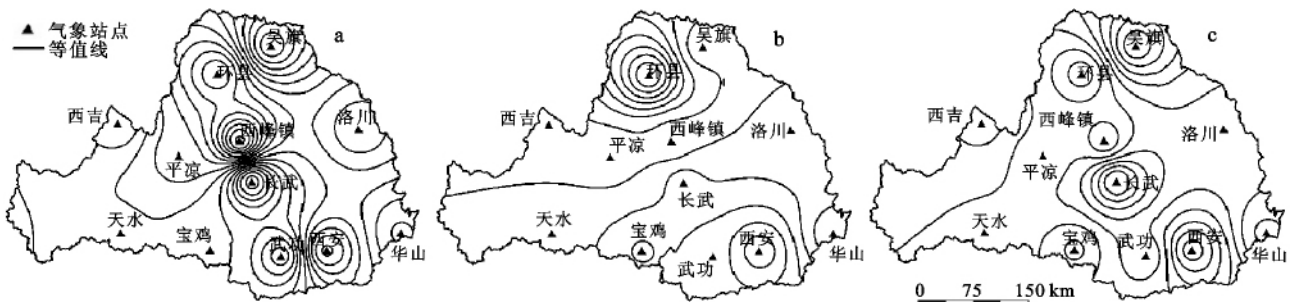 ▲ 气象站点
— 等值线
a
吴旗
环县
西吉
西峰镇
洛川
平凉
长武
天水
宝鸡
武功
西安
华山
b
吴旗
环县
西吉
西峰镇
洛川
平凉
长武
天水
宝鸡
西安
武功
华山
c
吴旗
环县
西吉
西峰镇
洛川
平凉
长武
天水
宝鸡
武功
西安
华山
0 75 150 km